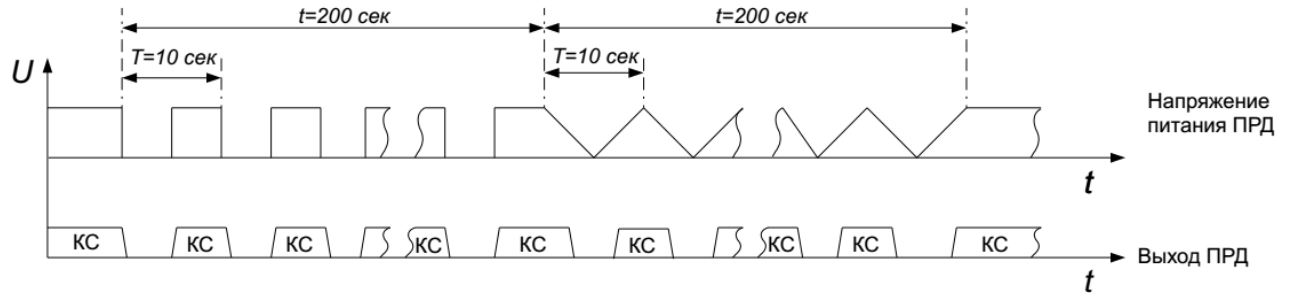 t=200 сек
t=200 сек
T=10 сек
T=10 сек
U
Напряжение
питания ПРД
t
КС
КС
КС
КС
КС
КС
КС
КС
КС
Выход ПРД
t